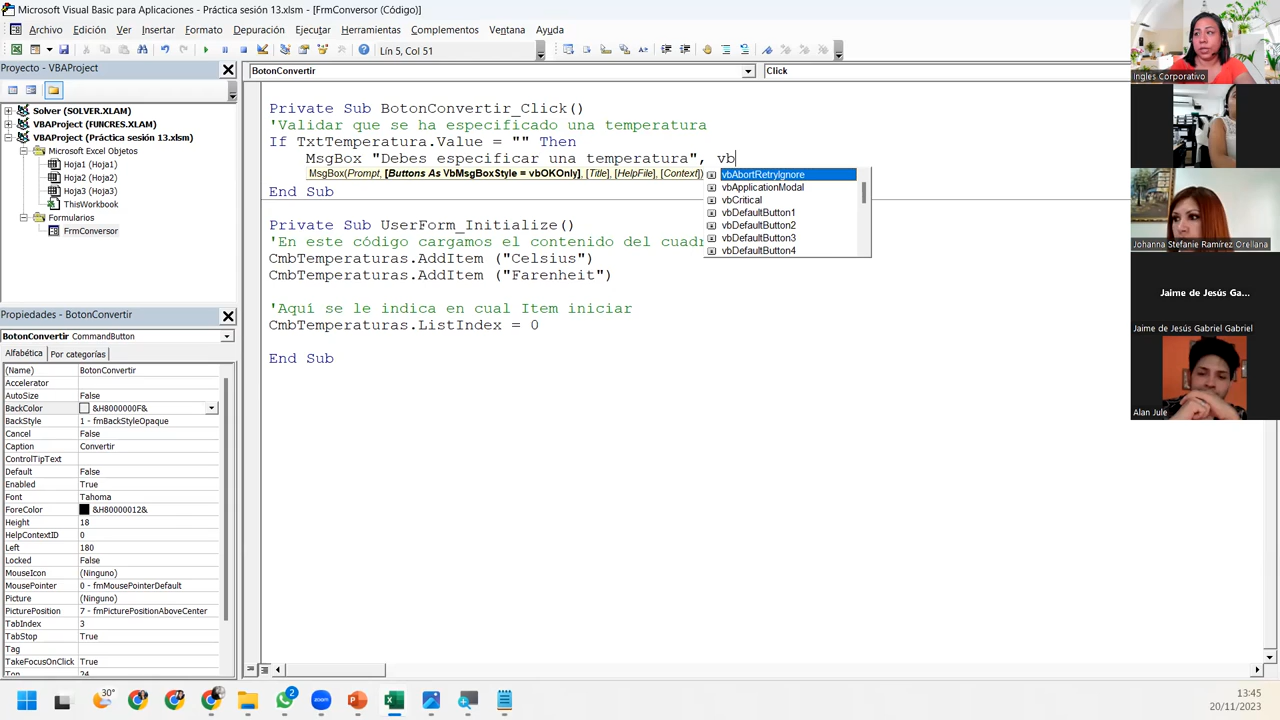 Microsoft Visual Basic para Aplicaciones - Práctica sesión 13.xlsm - [FrmConversor (Código)]
Archivo Edición Ver Insertar Formato Depuración Ejecutar Herramientas Complementos Ventana Ayuda
Lín 5, Col 51
Proyecto - VBAProject
Solver (SOLVER.XLAM)
VBAProject (FUNCRES.XLAM)
VBAProject (Práctica sesión 13.xlsm)
Microsoft Excel Objetos
Hoja1 (Hoja1)
Hoja2 (Hoja2)
Hoja3 (Hoja3)
ThisWorkbook
Formularios
FrmConversor
Propiedades - BotonConvertir
BotonConvertir CommandButton
Alfabética Por categorías
(Name) BotonConvertir
Accelerator
AutoSize False
BackColor &H8000000F&
BackStyle 1 - fmBackStyleOpaque
Cancel False
Caption Convertir
ControlTipText
Default False
Enabled True
Font Tahoma
ForeColor &H80000012&
Height 18
HelpContextID 0
Left 180
Locked False
MouseIcon (Ninguno)
MousePointer 0 - fmMousePointerDefault
Picture (Ninguno)
PicturePosition 7 - fmPicturePositionAboveCenter
TabIndex 3
TabStop True
Tag
TakeFocusOnClick True
Top 24
BotonConvertir Click
Private Sub BotonConvertir_Click()
'Validar que se ha especificado una temperatura
If TxtTemperatura.Value = "" Then
MsgBox "Debes especificar una temperatura", vb
MsgBox(Prompt, [Buttons As VbMsgBoxStyle = vbOKOnly], [Title], [HelpFile], [Context])
vbAbortRetryIgnore
vbApplicationModal
vbCritical
vbDefaultButton1
vbDefaultButton2
vbDefaultButton3
vbDefaultButton4
End Sub
Private Sub UserForm_Initialize()
'En este código cargamos el contenido del cuadr
CmbTemperaturas.AddItem ("Celsius")
CmbTemperaturas.AddItem ("Farenheit")
'Aquí se le indica en cual Item iniciar
CmbTemperaturas.ListIndex = 0
End Sub
Ingles Corporativo
Johanna Stefanie Ramírez Orellana
Jaime de Jesús Ga...
Jaime de Jesús Gabriel Gabriel
Alan Jule
30°
2
zoom
13:45
20/11/2023